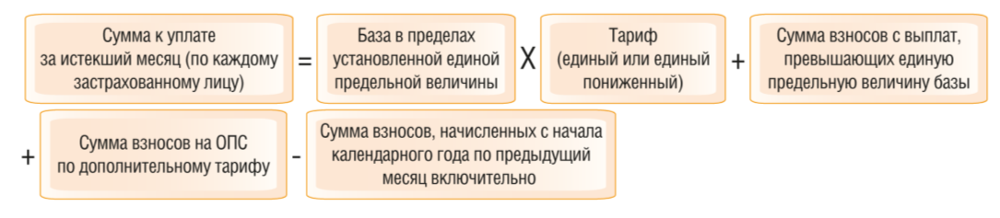 Сумма к уплате
за истекший месяц (по каждому
застрахованному лицу)
=
База в пределах
установленной единой
предельной величины
X
Тариф
(единый или единый
пониженный)
+
Сумма взносов с выплат,
превышающих единую
предельную величину базы
+
Сумма взносов на ОПС
по дополнительному тарифу
-
Сумма взносов, начисленных с начала
календарного года по предыдущий
месяц включительно